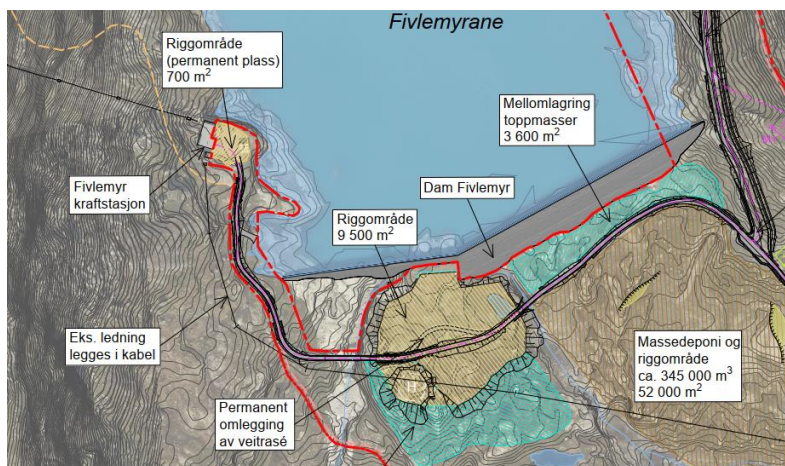 Fivlemyrane
Riggområde
(permanent plass)
700 m²
Mellomlagring
toppmasser
3 600 m²
Fivlemyr
kraftstasjon
Dam Fivlemyr
Riggområde
9 500 m²
Eks. ledning
legges i kabel
Massedeponi og
riggområde
ca. 345 000 m³
52 000 m²
H
Permanent
omlegging
av veitrasé